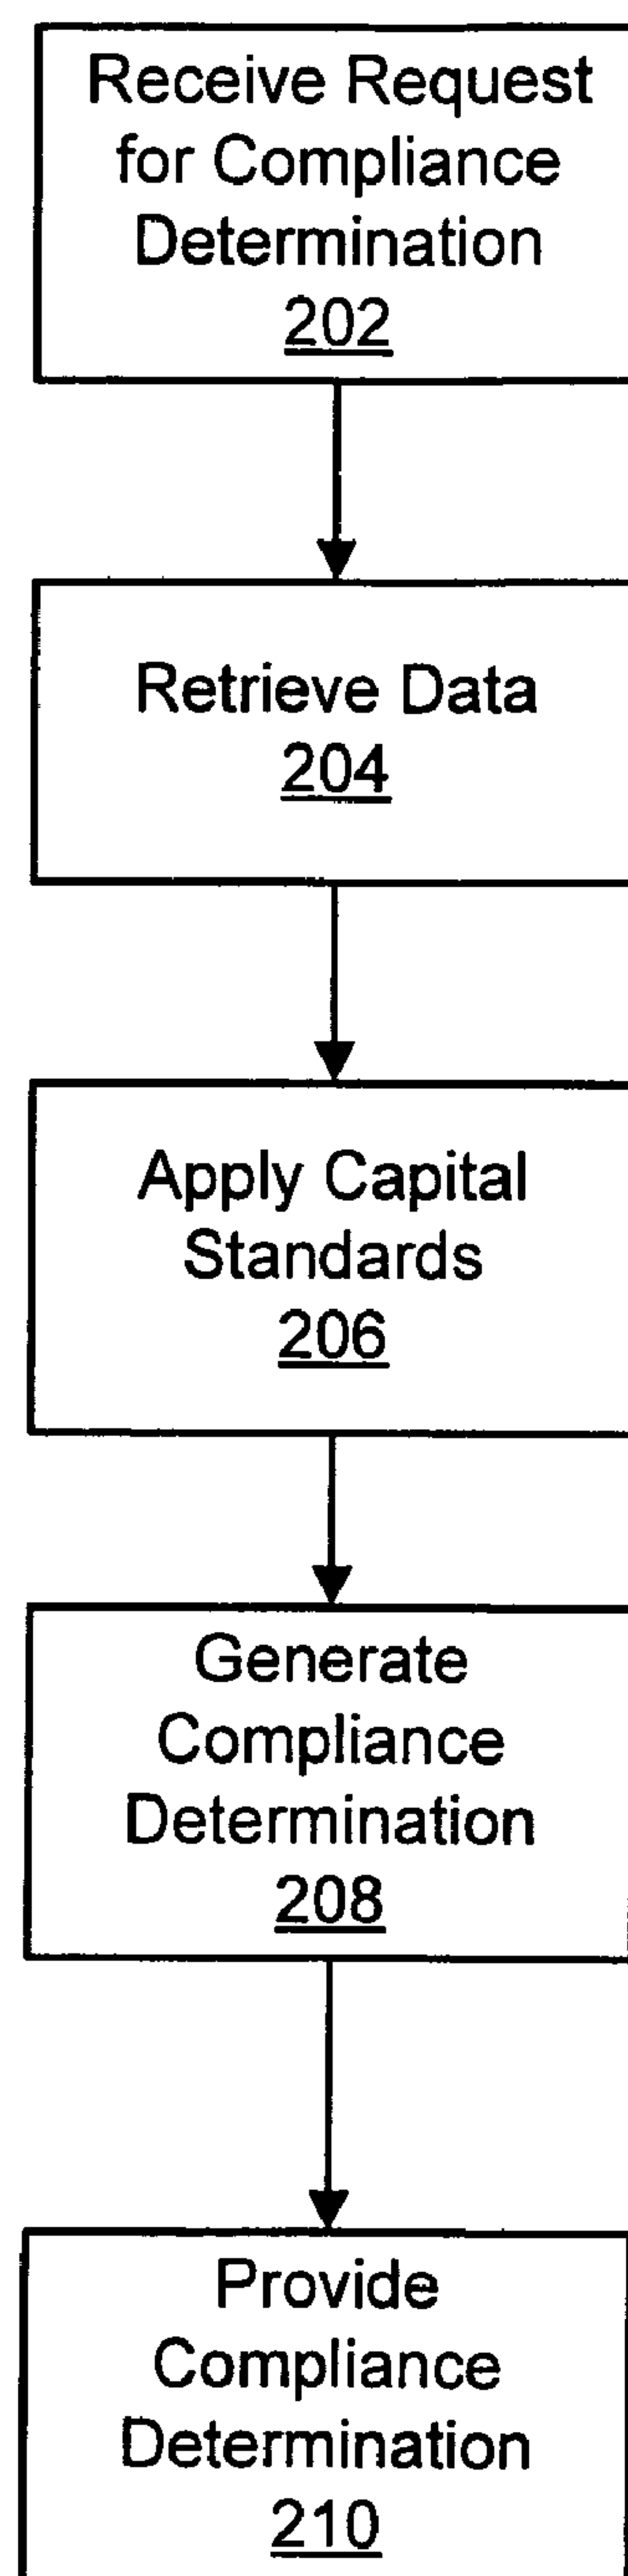 Receive Request
for Compliance
Determination
202
Retrieve Data
204
Apply Capital
Standards
206
Generate
Compliance
Determination
208
Provide
Compliance
Determination
210